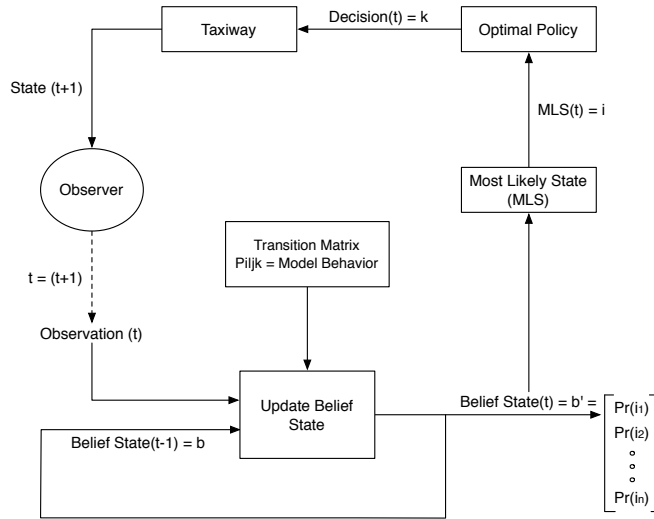 Taxiway
Decision(t) = k
Optimal Policy
State (t+1)
MLS(t) = i
Observer
Most Likely State
(MLS)
Transition Matrix
Piljk = Model Behavior
t = (t+1)
Observation (t)
Update Belief
State
Belief State(t) = b' =
Pr(i1)
Pr(i2)
Pr(in)
Belief State(t-1) = b